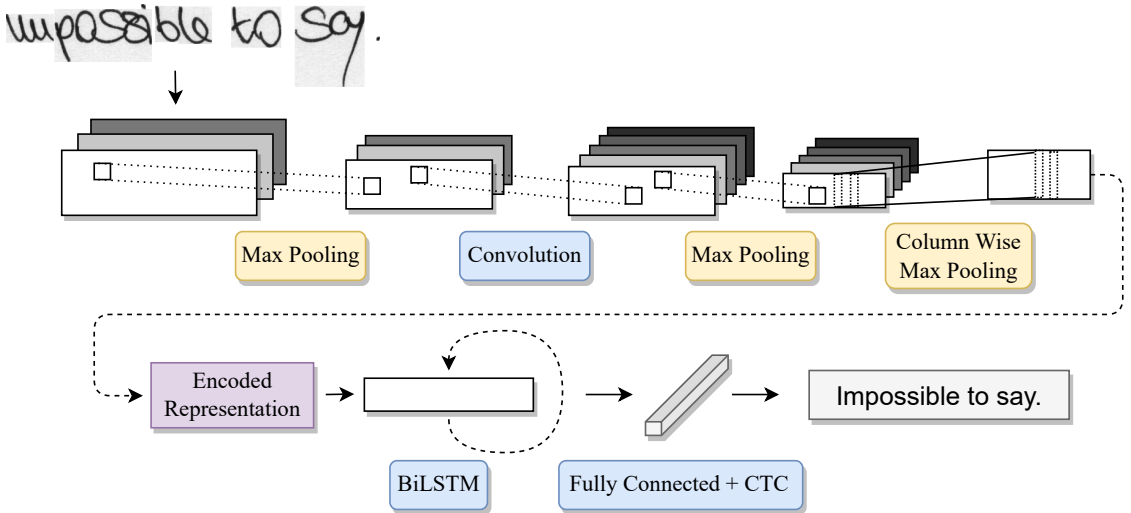 impossible to say.
Max Pooling
Convolution
Max Pooling
Column Wise
Max Pooling
Encoded
Representation
Impossible to say.
BiLSTM
Fully Connected + CTC